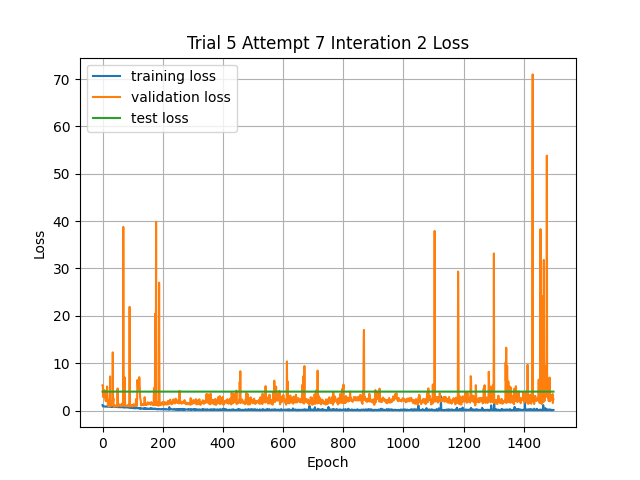 Trial 5 Attempt 7 Interation 2 Loss
training loss
validation loss
test loss
70
60
50
40
30
20
10
0
Loss
0 200 400 600 800 1000 1200 1400
Epoch